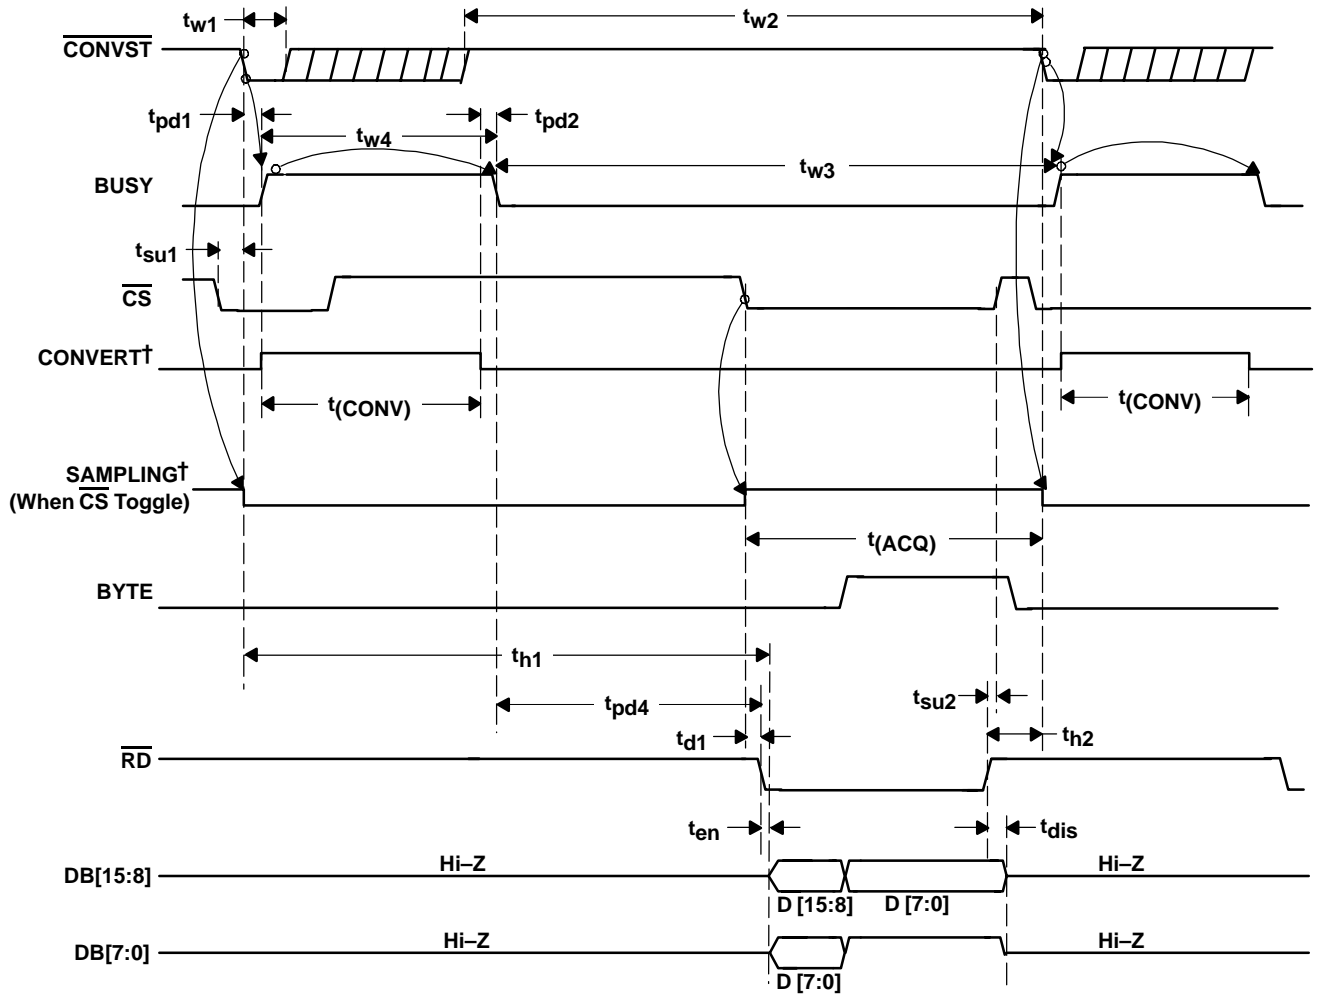 tw1
tw2
CONVST
tpd1
tw4
tpd2
tw3
BUSY
tsu1
CS
CONVERT†
t(CONV)
t(CONV)
SAMPLING†
(When CS Toggle)
t(ACQ)
BYTE
th1
tpd4
tsu2
td1
th2
RD
ten
tdis
DB[15:8]
Hi–Z
Hi–Z
D [15:8]
D [7:0]
DB[7:0]
Hi–Z
Hi–Z
D [7:0]